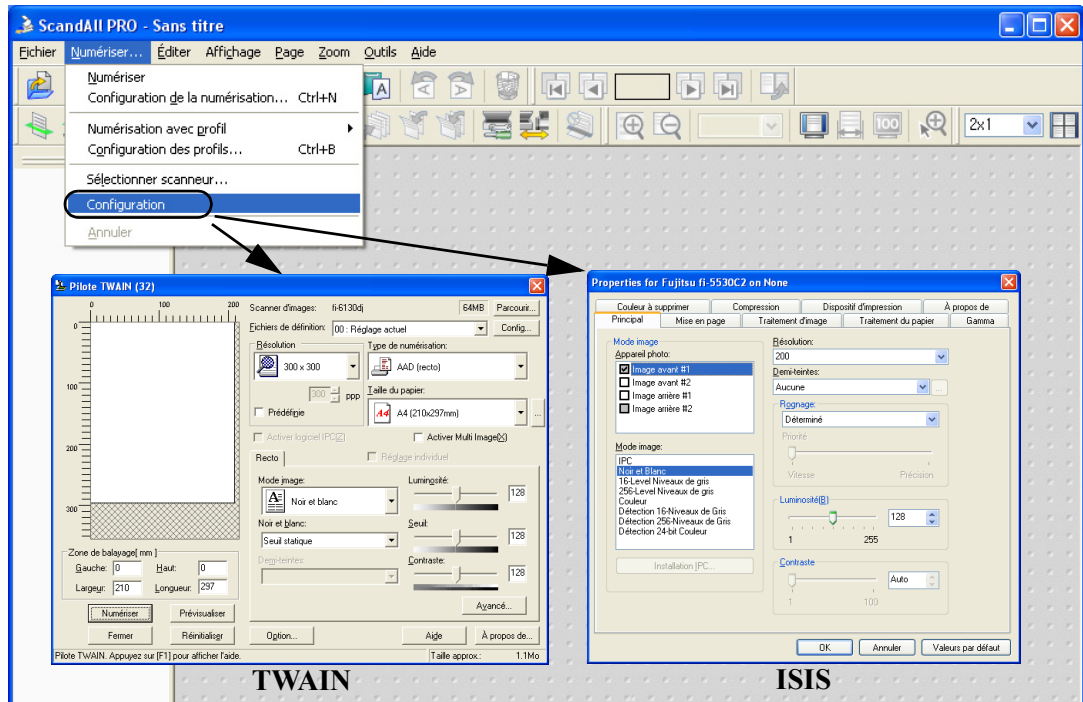 ScandAll PRO - Sans titre
Fichier Numériser... Éditer Affichage Page Zoom Outils Aide
Numériser
Configuration de la numérisation... Ctrl+N
Numérisation avec profil
Configuration des profils... Ctrl+B
Sélectionner scanneur...
Configuration
Annuler
A
100
2x1
Pilote TWAIN (32)
0 100 200
0
100
200
300
Scanner d'images: fi-6130dj 64MB Parcourir...
Fichiers de définition: 00 : Réglage actuel Config...
Résolution Type de numérisation:
300 x 300 AAD (recto)
300 ppp Taille du papier:
Prédéfinie A4 A4 (210x297mm) ...
Activer logiciel IPC(Z) Activer Multi Image(X)
Recto Réglage individuel
Mode image: Luminosité:
Noir et blanc 128
Noir et blanc: Seuil:
Seuil statique 128
Demi-teintes: Contraste:
128
Avancé...
Zone de balayage[ mm ]
Gauche: 0 Haut: 0
Largeur: 210 Longueur: 297
Numériser Prévisualiser
Fermer Réinitialiser Option... Aide À propos de...
Pilote TWAIN. Appuyez sur [F1] pour afficher l'aide. Taille approx.: 1.1Mo
TWAIN
Properties for Fujitsu fi-5530C2 on None
Couleur à supprimer Compression Dispositif d'impression À propos de
Principal Mise en page Traitement d'image Traitement du papier Gamma
Mode image
Appareil photo:
Image avant #1
Image avant #2
Image arrière #1
Image arrière #2
Mode image:
IPC
Noir et Blanc
16-Level Niveaux de gris
256-Level Niveaux de gris
Couleur
Détection 16-Niveaux de Gris
Détection 256-Niveaux de Gris
Détection 24-bit Couleur
Installation IPC...
Résolution:
200
Demi-teintes:
Aucune ...
Rognage:
Déterminé
Priorité
Vitesse Précision
Luminosité(B)
128
1 255
Contraste
Auto
1 100
OK Annuler Valeurs par défaut
ISIS